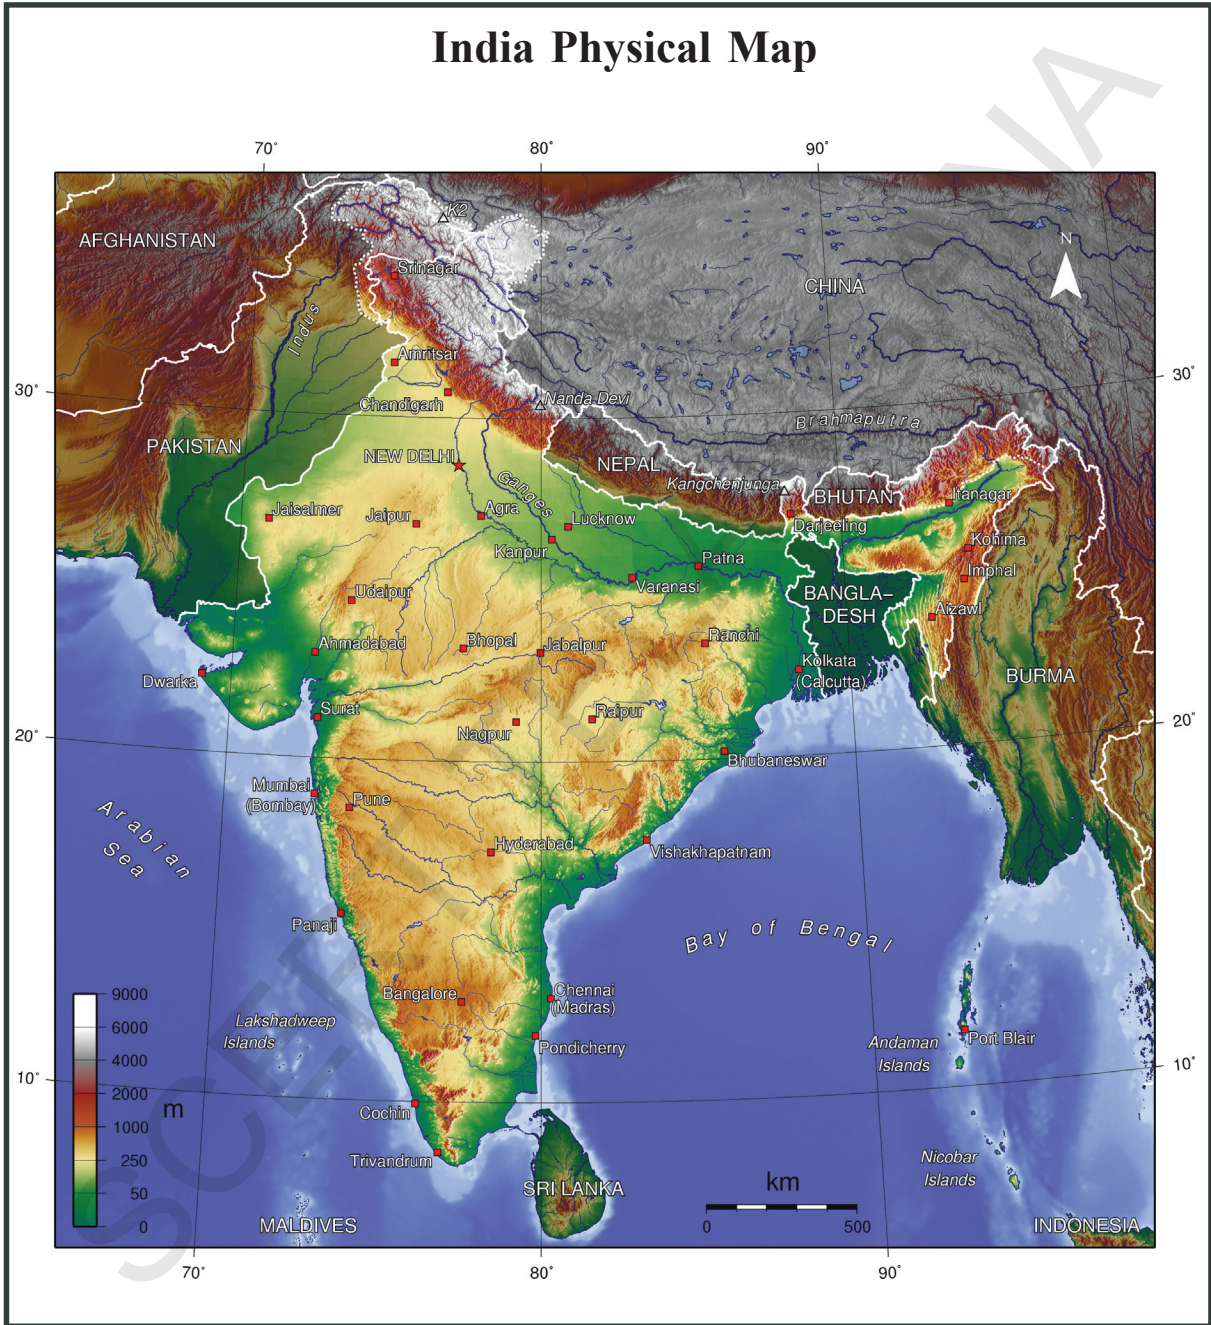 India Physical Map
70°
80°
90°
K2
AFGHANISTAN
N
Srinagar
CHINA
Indus
Amritsar
30°
30°
Chandigarh
Nanda Devi
Brahmaputra
PAKISTAN
NEW DELHI
NEPAL
Ganges
Kangchenjunga
BHUTAN
Itanagar
Jaisalmer
Jaipur
Agra
Lucknow
Darjeeling
Kanpur
Kohima
Patna
Imphal
Varanasi
Udaipur
BANGLA–
DESH
Aizawl
Ahmadabad
Bhopal
Jabalpur
Ranchi
Kolkata
(Calcutta)
Dwarka
BURMA
Surat
Raipur
Nagpur
20°
20°
Bhubaneswar
Mumbai
(Bombay)
Pune
Arabian
Sea
Hyderabad
Vishakhapatnam
Panaji
Bay of Bengal
Bangalore
Chennai
(Madras)
9000
6000
4000
2000
1000
250
50
0
m
Lakshadweep
Islands
Port Blair
Andaman
Islands
Pondicherry
10°
10°
Cochin
Trivandrum
Nicobar
Islands
SRI LANKA
km
0
500
MALDIVES
INDONESIA
70°
80°
90°